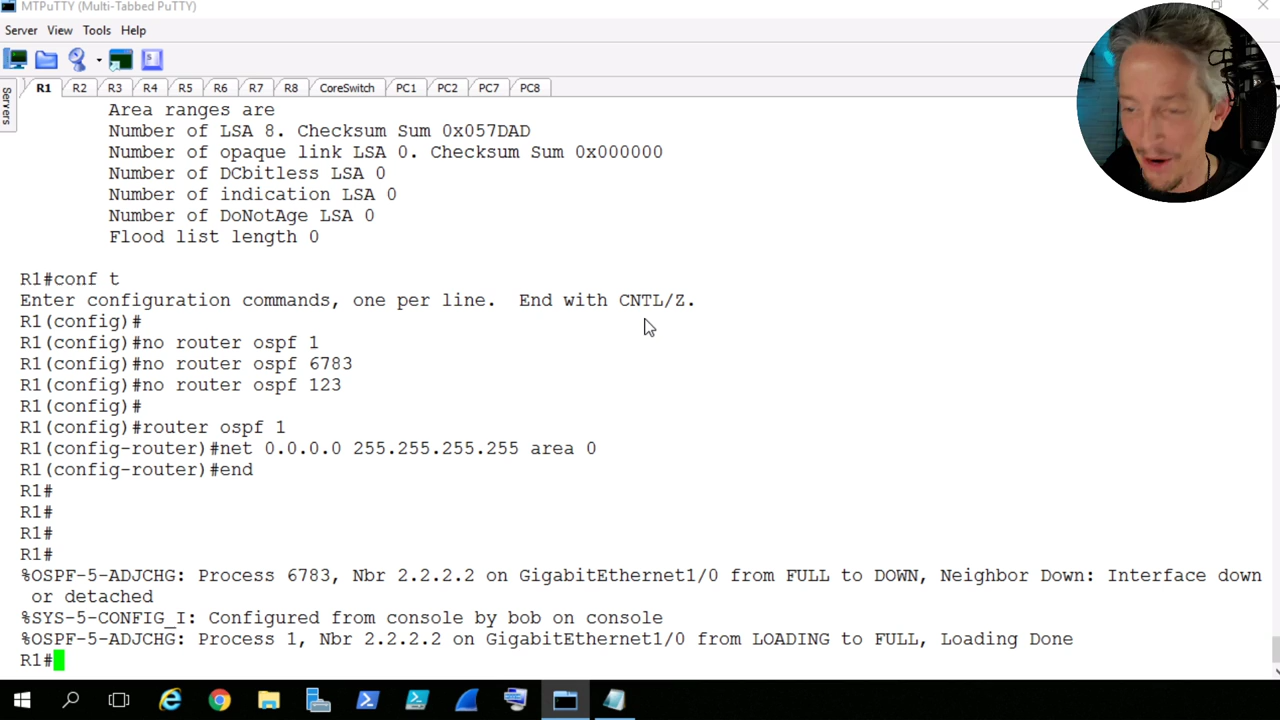 MTPuTTY (Multi-Tabbed PuTTY)
Server View Tools Help
R1 R2 R3 R4 R5 R6 R7 R8 CoreSwitch PC1 PC2 PC7 PC8
Servers
Area ranges are
Number of LSA 8. Checksum Sum 0x057DAD
Number of opaque link LSA 0. Checksum Sum 0x000000
Number of DCbitless LSA 0
Number of indication LSA 0
Number of DoNotAge LSA 0
Flood list length 0
R1#conf t
Enter configuration commands, one per line.  End with CNTL/Z.
R1(config)#
R1(config)#no router ospf 1
R1(config)#no router ospf 6783
R1(config)#no router ospf 123
R1(config)#
R1(config)#router ospf 1
R1(config-router)#net 0.0.0.0 255.255.255.255 area 0
R1(config-router)#end
R1#
R1#
R1#
R1#
%OSPF-5-ADJCHG: Process 6783, Nbr 2.2.2.2 on GigabitEthernet1/0 from FULL to DOWN, Neighbor Down: Interface down
or detached
%SYS-5-CONFIG_I: Configured from console by bob on console
%OSPF-5-ADJCHG: Process 1, Nbr 2.2.2.2 on GigabitEthernet1/0 from LOADING to FULL, Loading Done
R1#